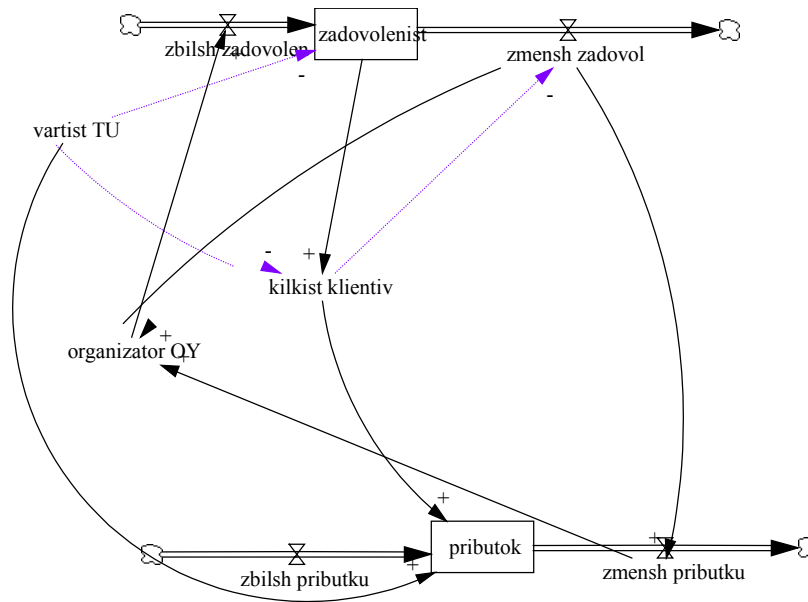 zadovolenist
zbilsh zadovolen
+
zmensh zadovol
-
-
vartist TU
-
+
kilkist klientiv
+
organizator OY
+
+
+
pributok
+
zbilsh pributku
zmensh pributku